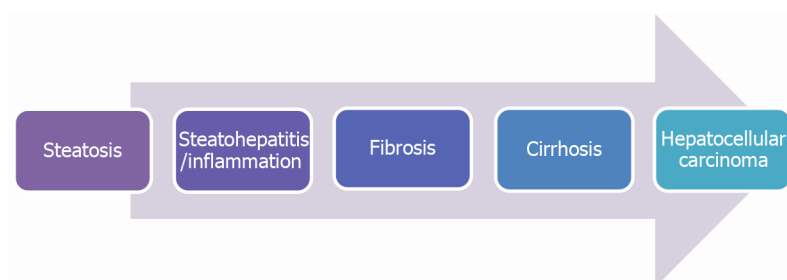 Steatosis
Steatohepatitis
/inflammation
Fibrosis
Cirrhosis
Hepatocellular
carcinoma